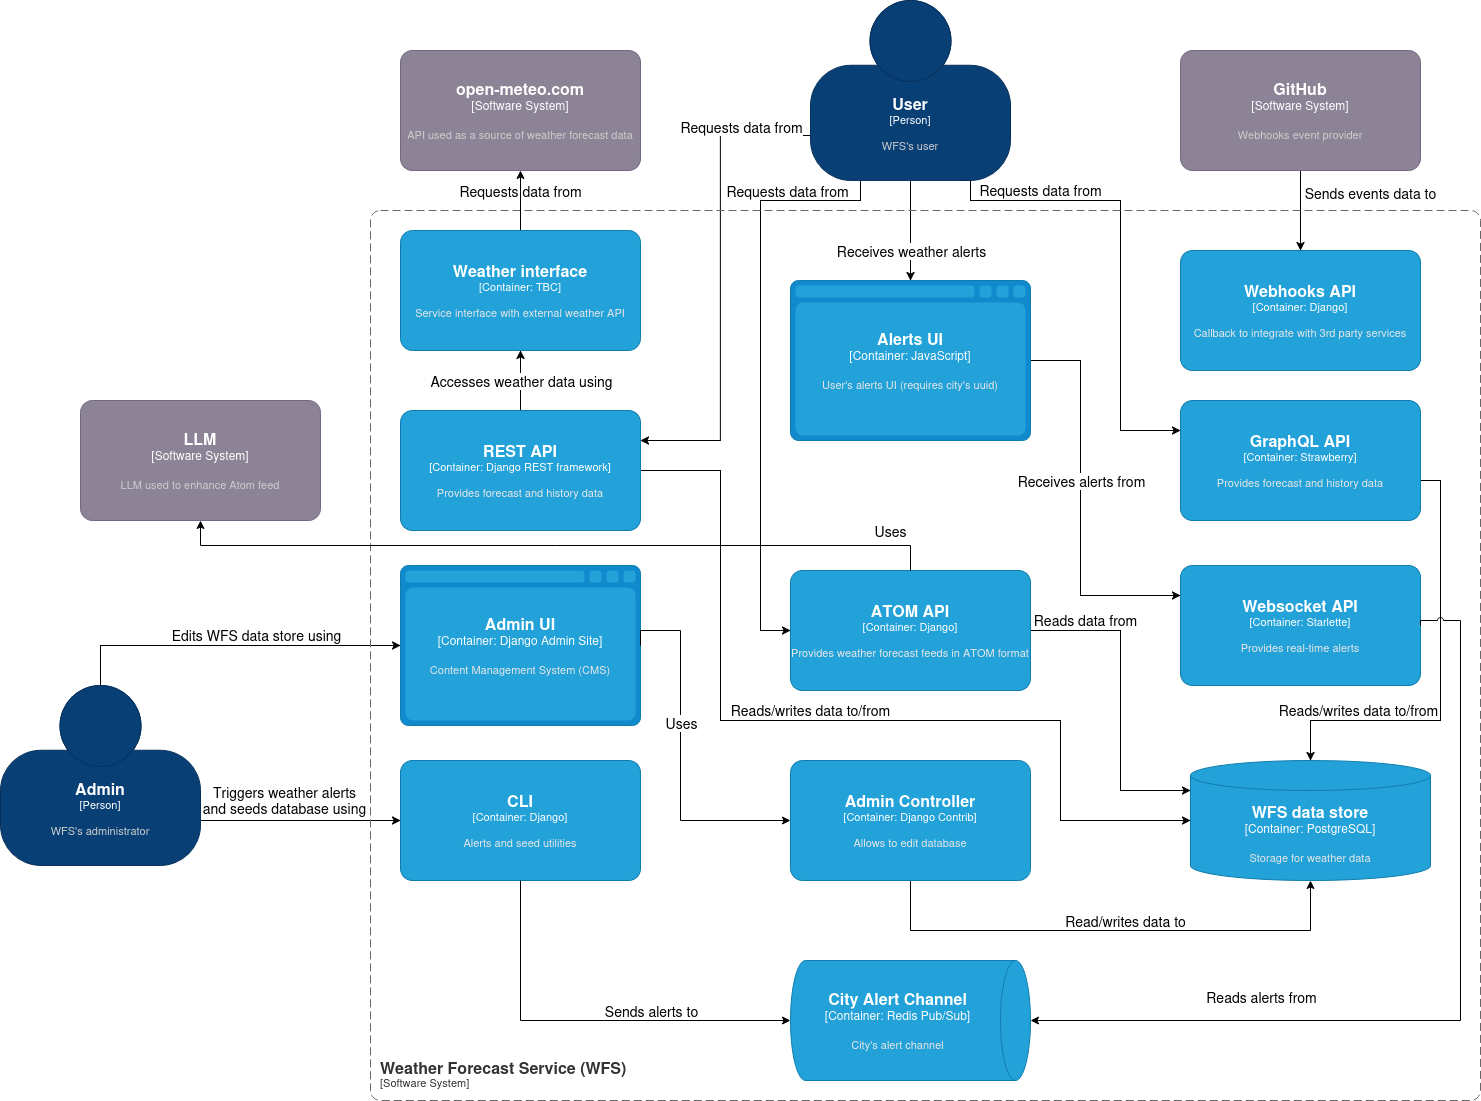 User
[Person]
WFS's user
open-meteo.com
[Software System]
API used as a source of weather forecast data
GitHub
[Software System]
Webhooks event provider
Requests data from
Requests data from
Requests data from
Requests data from
Sends events data to
Weather interface
[Container: TBC]
Service interface with external weather API
Receives weather alerts
Webhooks API
[Container: Django]
Callback to integrate with 3rd party services
Alerts UI
[Container: JavaScript]
User's alerts UI (requires city's uuid)
Accesses weather data using
LLM
[Software System]
LLM used to enhance Atom feed
REST API
[Container: Django REST framework]
Provides forecast and history data
GraphQL API
[Container: Strawberry]
Provides forecast and history data
Receives alerts from
Uses
Admin UI
[Container: Django Admin Site]
Content Management System (CMS)
ATOM API
[Container: Django]
Provides weather forecast feeds in ATOM format
Reads data from
Websocket API
[Container: Starlette]
Provides real-time alerts
Edits WFS data store using
Reads/writes data to/from
Uses
Reads/writes data to/from
Admin
[Person]
WFS's administrator
Triggers weather alerts
and seeds database using
CLI
[Container: Django]
Alerts and seed utilities
Admin Controller
[Container: Django Contrib]
Allows to edit database
WFS data store
[Container: PostgreSQL]
Storage for weather data
Read/writes data to
Sends alerts to
City Alert Channel
[Container: Redis Pub/Sub]
City's alert channel
Reads alerts from
Weather Forecast Service (WFS)
[Software System]